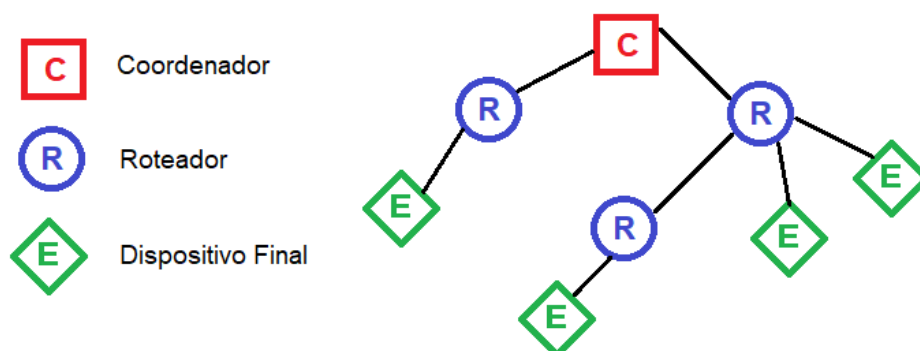 C Coordenador
R Roteador
E Dispositivo Final
C
R
R
E
E
R
E
E